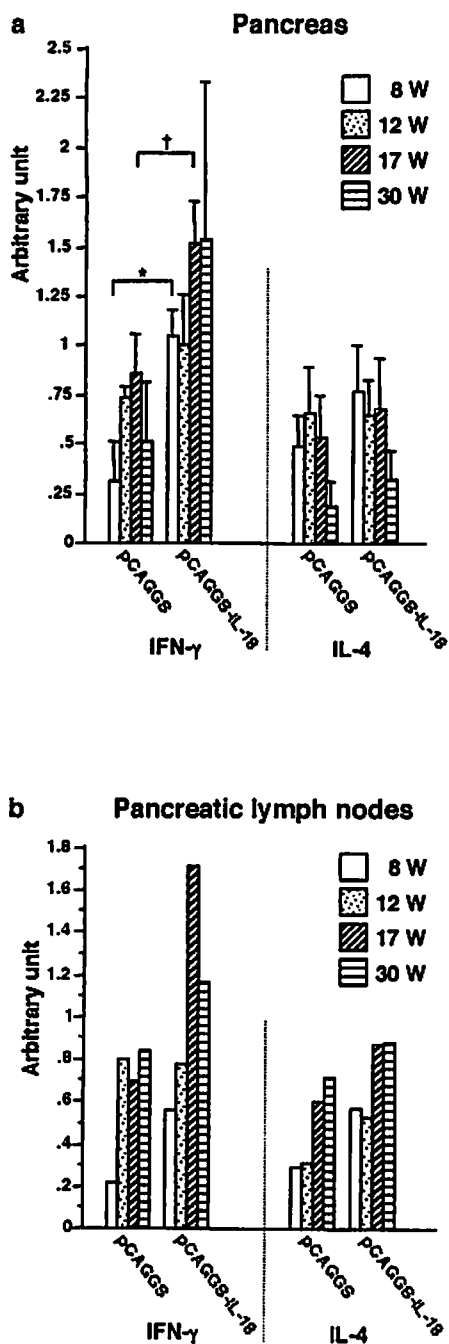 a Pancreas
2.5
2.25
2
1.75
1.5
1.25
1
.75
.5
.25
0
Arbitrary unit
8 W
12 W
17 W
30 W
*
†
pCAGGS
pCAGGS-IL-18
pCAGGS
pCAGGS-IL-18
IFN-γ
IL-4
b Pancreatic lymph nodes
1.8
1.6
1.4
1.2
1
.8
.6
.4
.2
0
Arbitrary unit
8 W
12 W
17 W
30 W
pCAGGS
pCAGGS-IL-18
pCAGGS
pCAGGS-IL-18
IFN-γ
IL-4